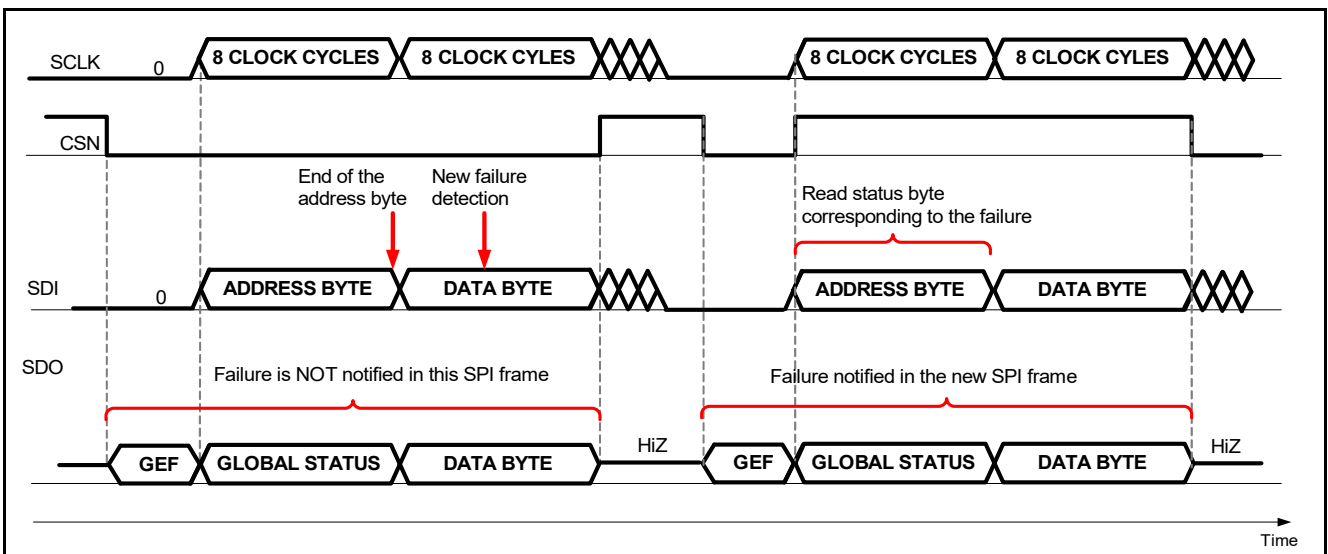 SCLK
0
8 CLOCK CYCLES
8 CLOCK CYLES
8 CLOCK CYCLES
8 CLOCK CYLES
CSN
End of the
address byte
New failure
detection
Read status byte
corresponding to the failure
SDI
0
ADDRESS BYTE
DATA BYTE
ADDRESS BYTE
DATA BYTE
SDO
Failure is NOT notified in this SPI frame
Failure notified in the new SPI frame
GEF
GLOBAL STATUS
DATA BYTE
HiZ
GEF
GLOBAL STATUS
DATA BYTE
HiZ
Time